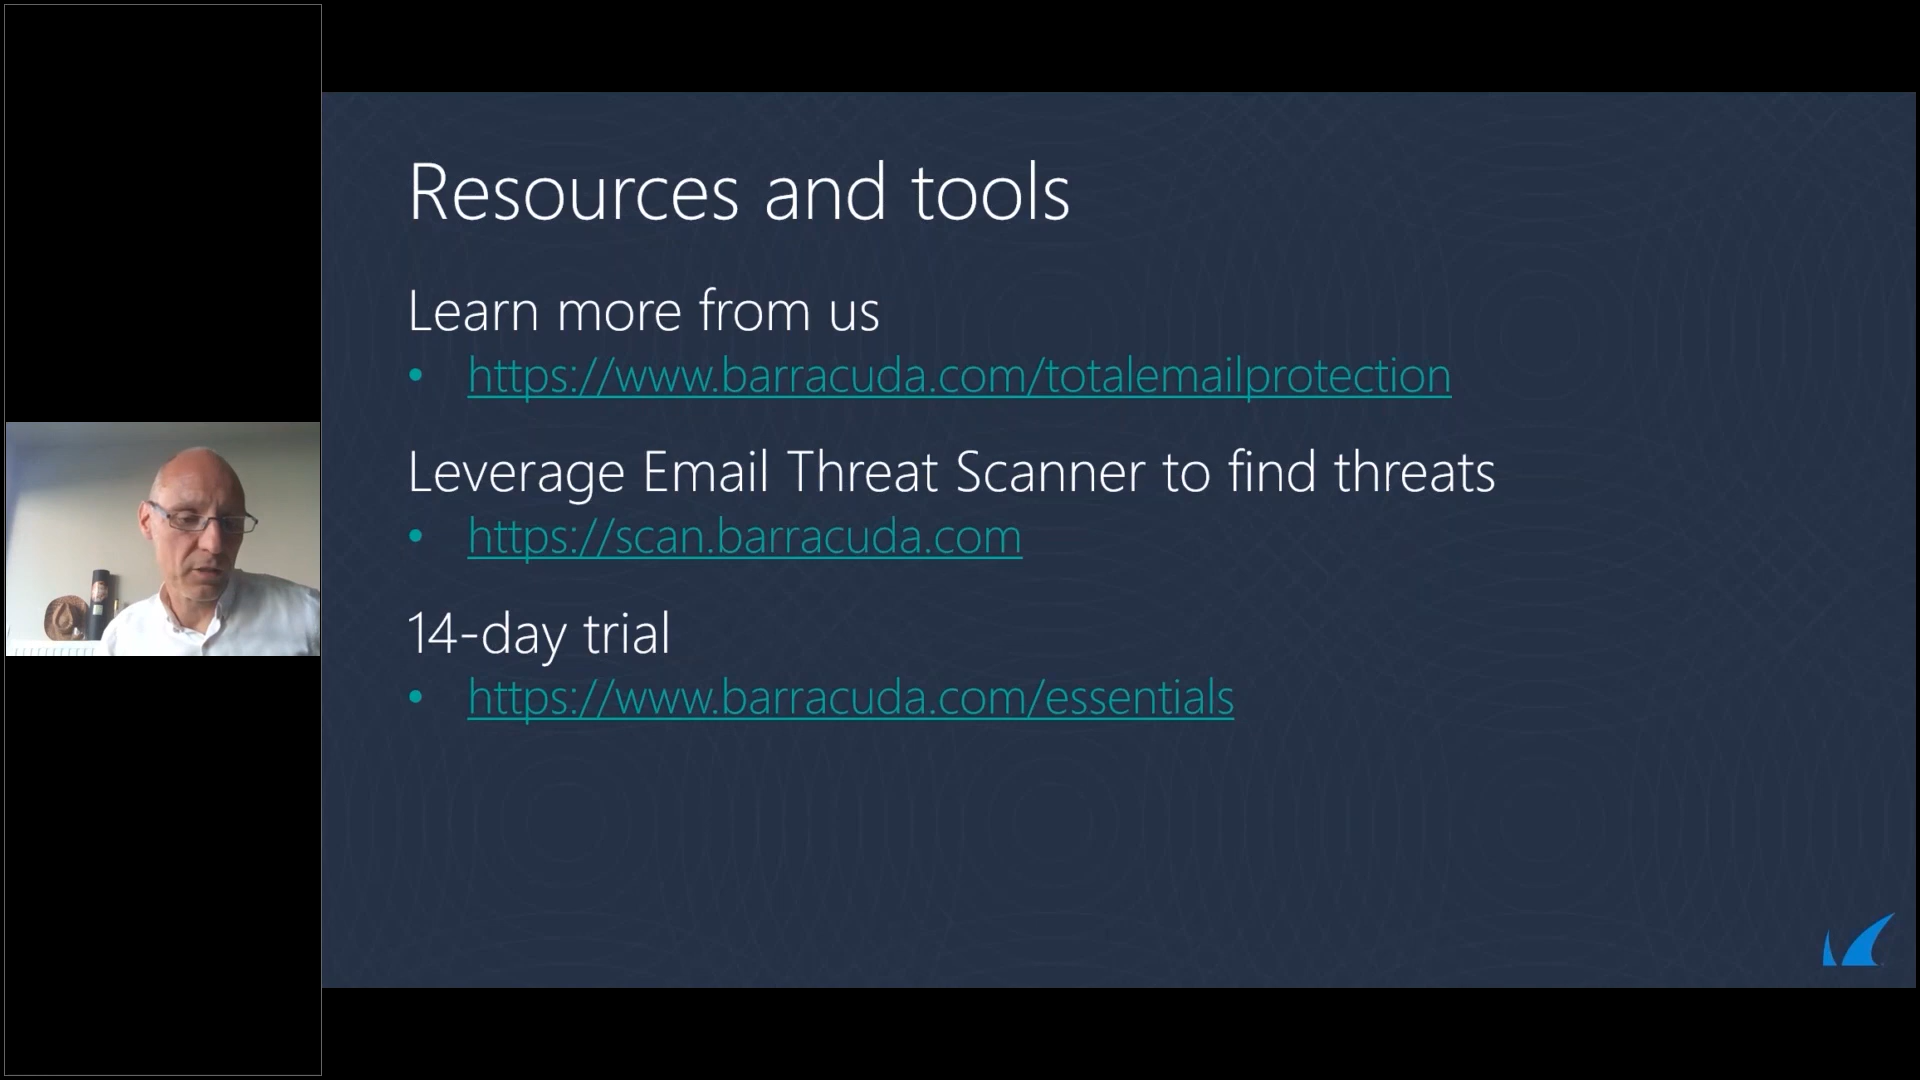 Resources and tools
Learn more from us
• https://www.barracuda.com/totalemailprotection
Leverage Email Threat Scanner to find threats
• https://scan.barracuda.com
14-day trial
• https://www.barracuda.com/essentials